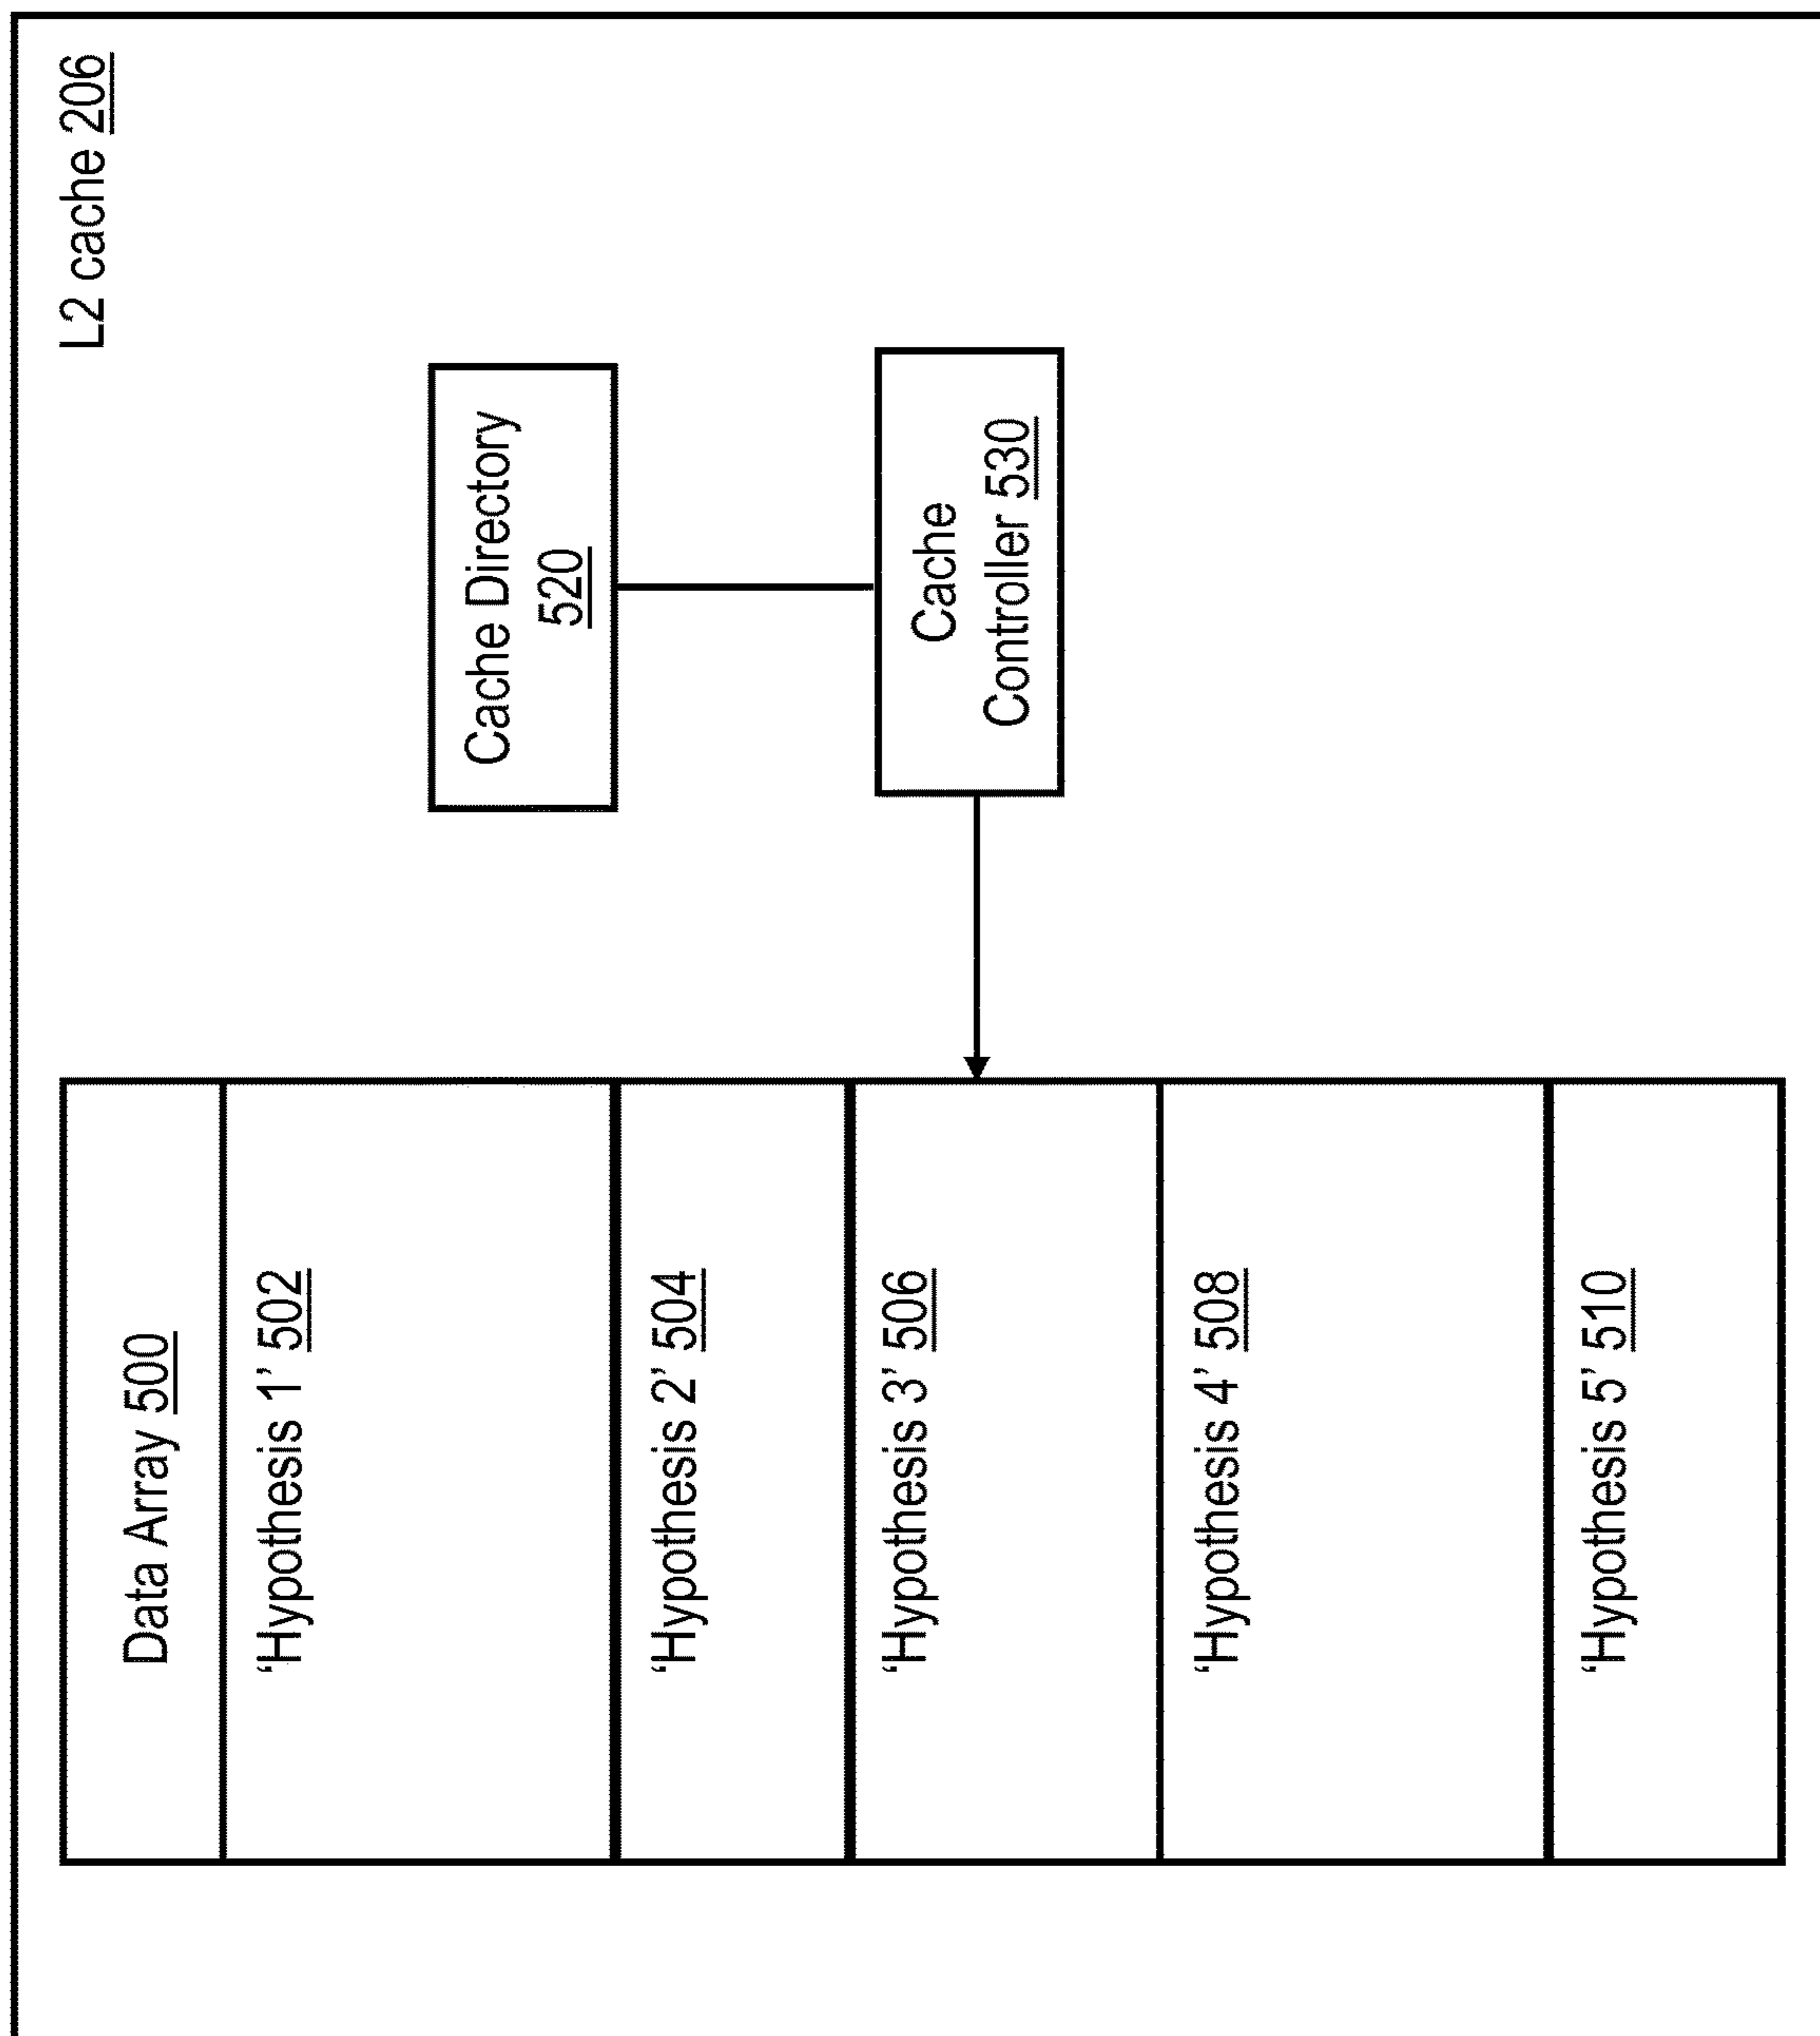 L2 cache 206
Data Array 500
‘Hypothesis 1’ 502
‘Hypothesis 2’ 504
‘Hypothesis 3’ 506
‘Hypothesis 4’ 508
‘Hypothesis 5’ 510
Cache Directory
520
Cache
Controller 530